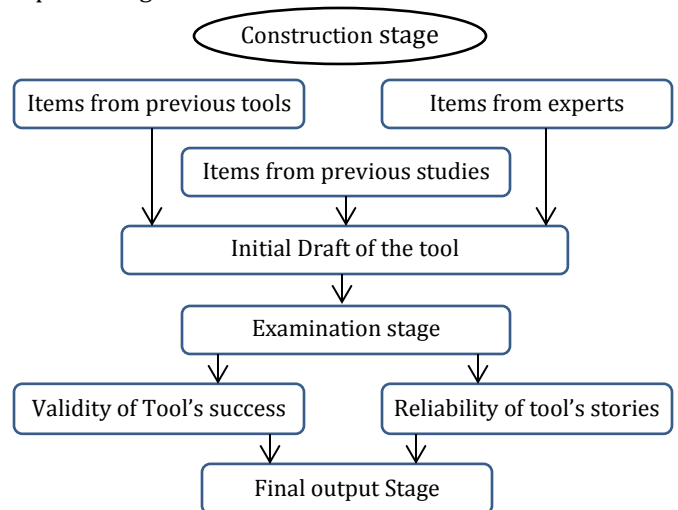 Construction stage
Items from previous tools
Items from experts
Items from previous studies
Initial Draft of the tool
Examination stage
Validity of Tool’s success
Reliability of tool’s stories
Final output Stage